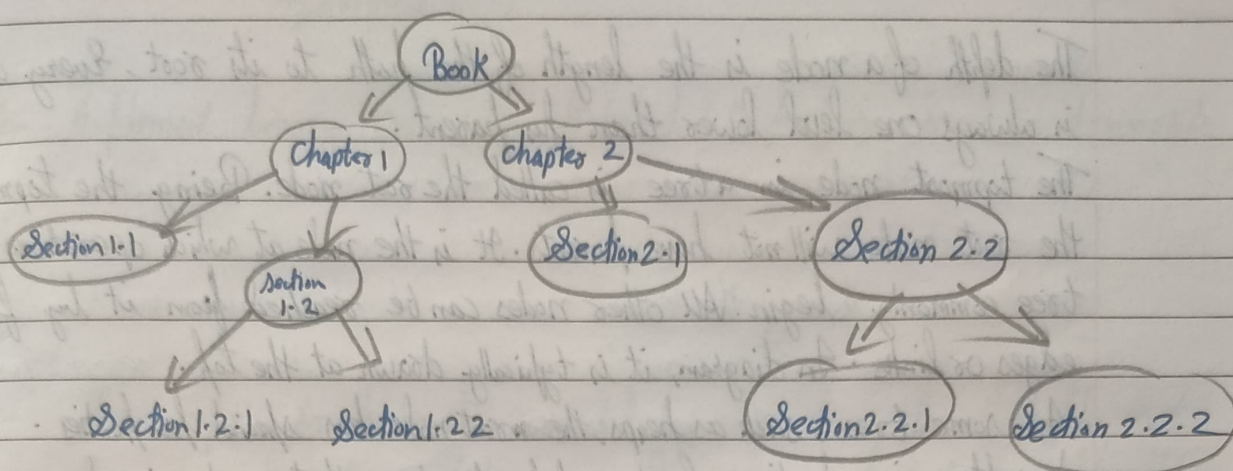 Book
Chapter 1 Chapter 2
Section 1.1 Section 2.1 Section 2.2
Section
1.2
Section 1.2.1 Section 1.2 2 Section 2.2.1 Section 2.2.2